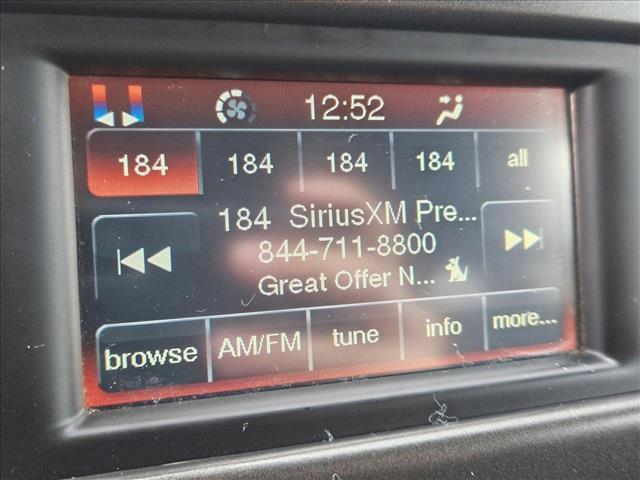 12:52
184 184 184 184 all
184 SiriusXM Pre...
844-711-8800
Great Offer N...
browse AM/FM tune info more...